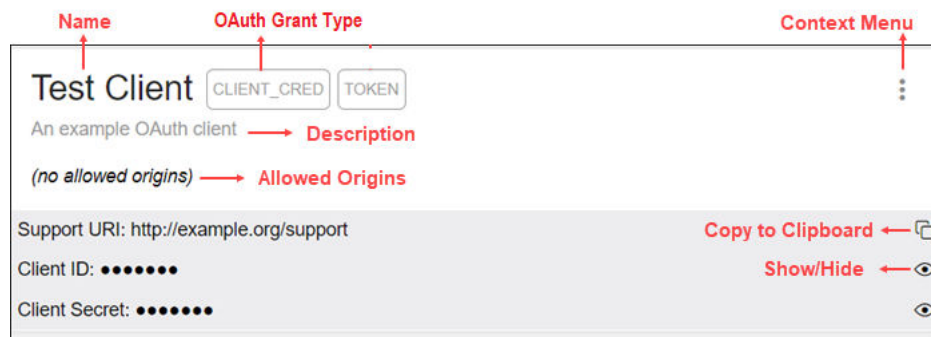 Name OAuth Grant Type Context Menu
Test Client CLIENT_CRED TOKEN
An example OAuth client Description
(no allowed origins) Allowed Origins
Support URI: http://example.org/support Copy to Clipboard
Client ID: ●●●●●●● Show/Hide
Client Secret: ●●●●●●●